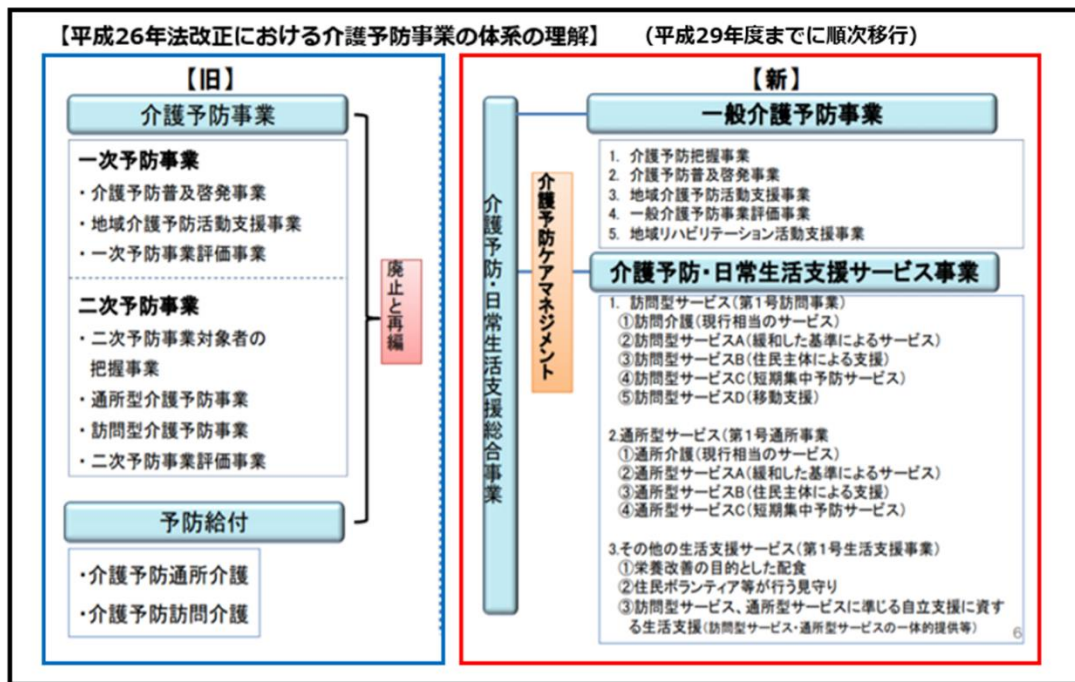 【平成26年法改正における介護予防事業の体系の理解】 (平成29年度までに順次移行)
【旧】
介護予防事業
一次予防事業
・介護予防普及啓発事業
・地域介護予防活動支援事業
・一次予防事業評価事業
二次予防事業
・二次予防事業対象者の
把握事業
・通所型介護予防事業
・訪問型介護予防事業
・二次予防事業評価事業
予防給付
・介護予防通所介護
・介護予防訪問介護
廃止と再編
【新】
介護予防・日常生活支援総合事業
介護予防ケアマネジメント
一般介護予防事業
1. 介護予防把握事業
2. 介護予防普及啓発事業
3. 地域介護予防活動支援事業
4. 一般介護予防事業評価事業
5. 地域リハビリテーション活動支援事業
介護予防・日常生活支援サービス事業
1. 訪問型サービス(第1号訪問事業)
①訪問介護(現行相当のサービス)
②訪問型サービスA(緩和した基準によるサービス)
③訪問型サービスB(住民主体による支援)
④訪問型サービスC(短期集中予防サービス)
⑤訪問型サービスD(移動支援)
2.通所型サービス(第1号通所事業
①通所介護(現行相当のサービス)
②通所型サービスA(緩和した基準によるサービス)
③通所型サービスB(住民主体による支援)
④通所型サービスC(短期集中予防サービス)
3.その他の生活支援サービス(第1号生活支援事業)
①栄養改善の目的とした配食
②住民ボランティア等が行う見守り
③訪問型サービス、通所型サービスに準じる自立支援に資す
る生活支援(訪問型サービス・通所型サービスの一体的提供等)
6